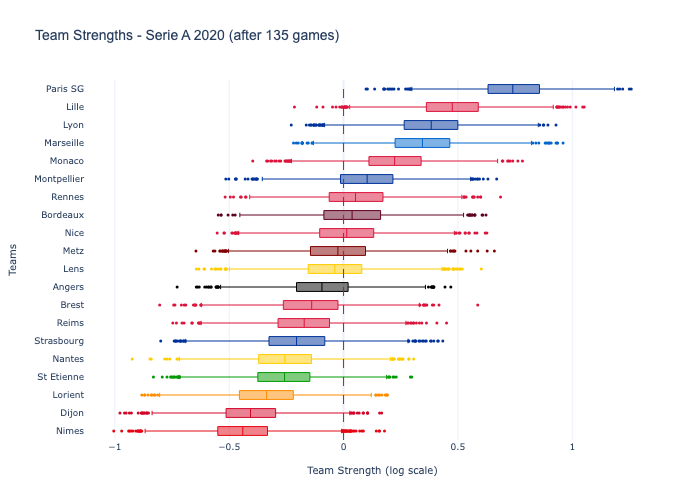 Team Strengths - Serie A 2020 (after 135 games)
Paris SG
Lille
Lyon
Marseille
Monaco
Montpellier
Rennes
Bordeaux
Nice
Metz
Lens
Angers
Brest
Reims
Strasbourg
Nantes
St Etienne
Lorient
Dijon
Nimes
Teams
−1 −0.5 0 0.5 1
Team Strength (log scale)